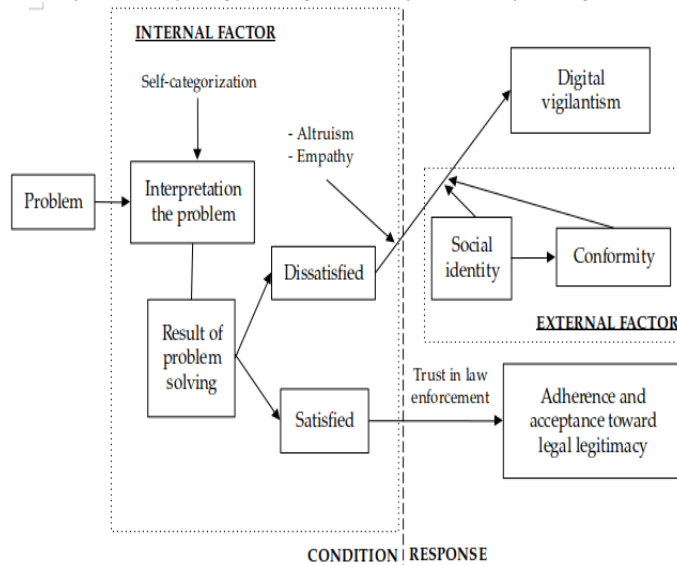 INTERNAL FACTOR
Self-categorization
- Altruism
- Empathy
Digital
vigilantism
Problem
Interpretation
the problem
Dissatisfied
Social
identity
Conformity
EXTERNAL FACTOR
Result of
problem
solving
Satisfied
Trust in law
enforcement
Adherence and
acceptance toward
legal legitimacy
CONDITION
RESPONSE